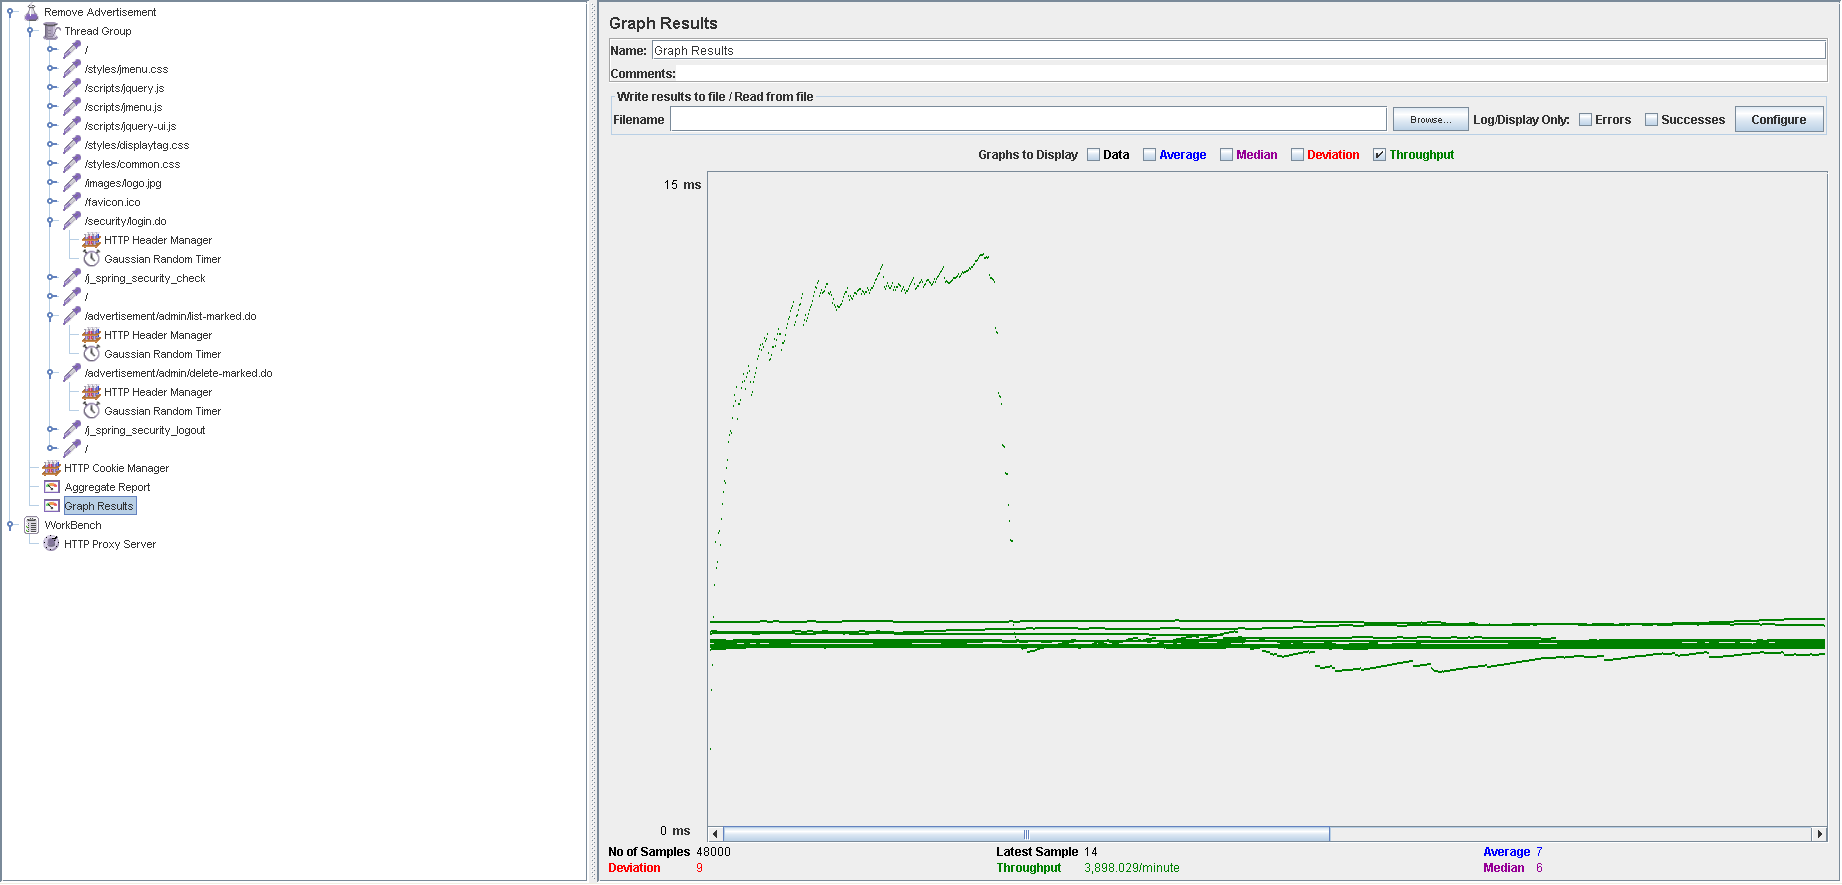 Remove Advertisement
Thread Group
/
/styles/jmenu.css
/scripts/jquery.js
/scripts/jmenu.js
/scripts/jquery-ui.js
/styles/displaytag.css
/styles/common.css
/images/logo.jpg
/favicon.ico
/security/login.do
HTTP Header Manager
Gaussian Random Timer
/j_spring_security_check
/
/advertisement/admin/list-marked.do
HTTP Header Manager
Gaussian Random Timer
/advertisement/admin/delete-marked.do
HTTP Header Manager
Gaussian Random Timer
/j_spring_security_logout
/
HTTP Cookie Manager
Aggregate Report
Graph Results
WorkBench
HTTP Proxy Server
Graph Results
Name: Graph Results
Comments:
Write results to file / Read from file
Filename Browse... Log/Display Only: Errors Successes Configure
Graphs to Display Data Average Median Deviation Throughput
15 ms
0 ms
No of Samples 48000 Latest Sample 14 Average 7
Deviation 9 Throughput 3,898.029/minute Median 6